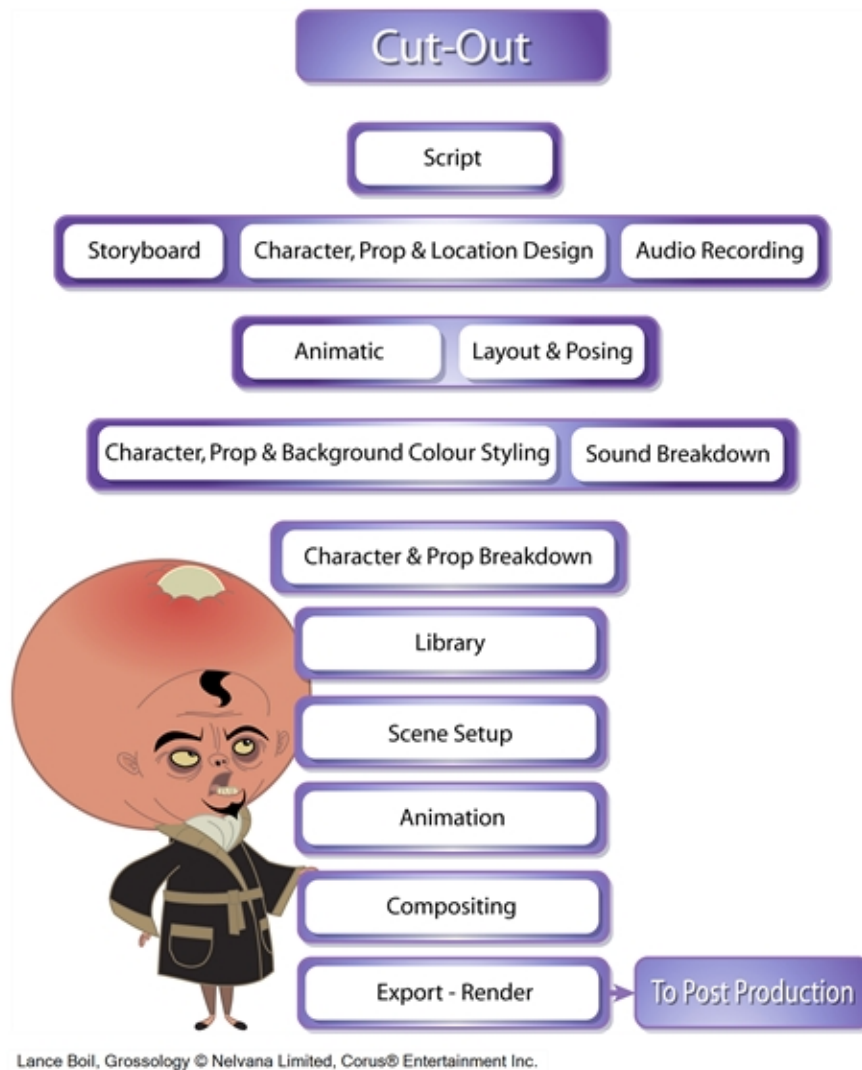 Cut-Out
Script
Storyboard
Character, Prop & Location Design
Audio Recording
Animatic
Layout & Posing
Character, Prop & Background Colour Styling
Sound Breakdown
Character & Prop Breakdown
Library
Scene Setup
Animation
Compositing
Export - Render
To Post Production
Lance Boil, Grossology © Nelvana Limited, Corus® Entertainment Inc.